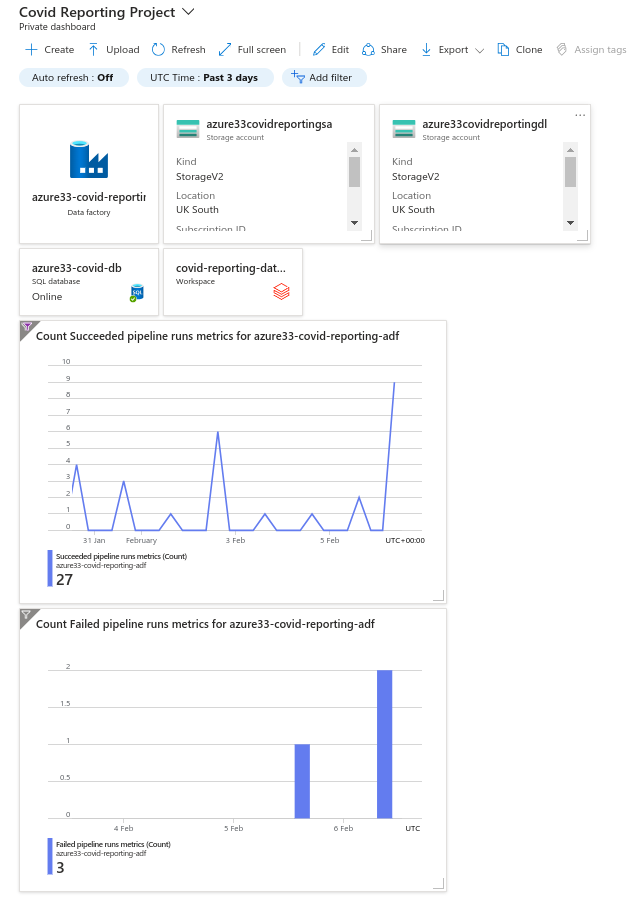 Covid Reporting Project
Private dashboard
Create Upload Refresh Full screen Edit Share Export Clone Assign tags
Auto refresh : Off UTC Time : Past 3 days Add filter
azure33-covid-reportin
Data factory
azure33covidreportingsa
Storage account
Kind
StorageV2
Location
UK South
Subscription ID
azure33covidreportingdl
Storage account
Kind
StorageV2
Location
UK South
Subscription ID
...
azure33-covid-db
SQL database
Online
SQL
covid-reporting-dat...
Workspace
Count Succeeded pipeline runs metrics for azure33-covid-reporting-adf
10
9
8
7
6
5
4
3
2
1
0
31 Jan February 3 Feb 5 Feb UTC+00:00
Succeeded pipeline runs metrics (Count)
azure33-covid-reporting-adf
27
Count Failed pipeline runs metrics for azure33-covid-reporting-adf
2
1.5
1
0.5
0
4 Feb 5 Feb 6 Feb UTC
Failed pipeline runs metrics (Count)
azure33-covid-reporting-adf
3